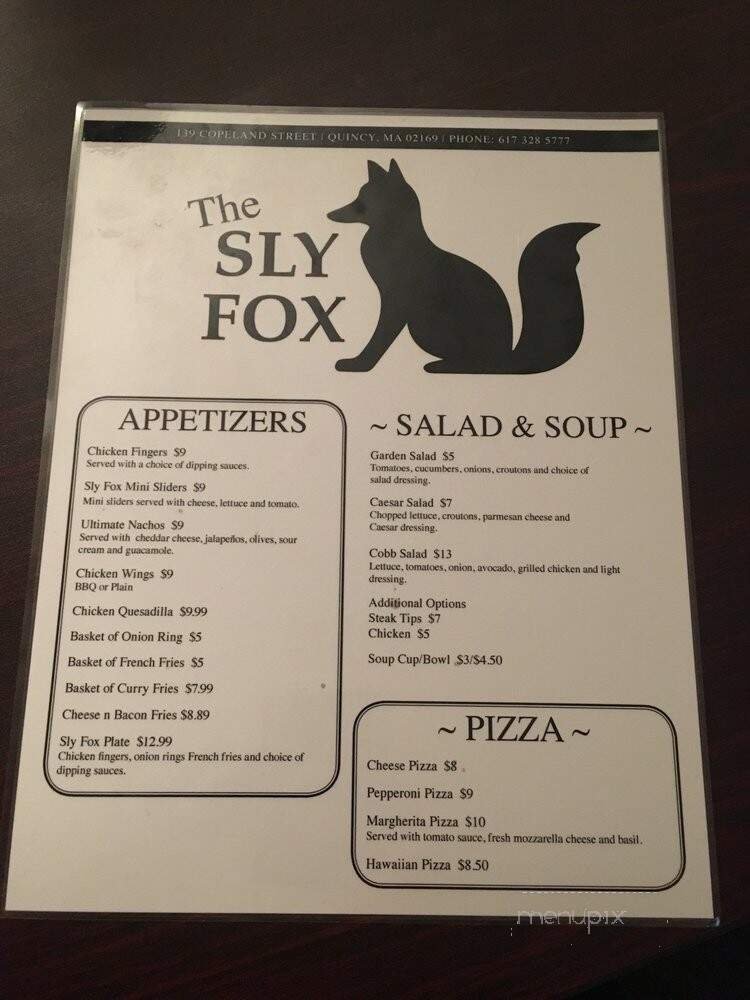 139 COPELAND STREET | QUINCY, MA 02169 | PHONE: 617 328 5777
The
SLY
FOX
APPETIZERS
Chicken Fingers $9
Served with a choice of dipping sauces.
Sly Fox Mini Sliders $9
Mini sliders served with cheese, lettuce and tomato.
Ultimate Nachos $9
Served with cheddar cheese, jalapeños, olives, sour
cream and guacamole.
Chicken Wings $9
BBQ or Plain
Chicken Quesadilla $9.99
Basket of Onion Ring $5
Basket of French Fries $5
Basket of Curry Fries $7.99
Cheese n Bacon Fries $8.89
Sly Fox Plate $12.99
Chicken fingers, onion rings French fries and choice of
dipping sauces.
~ SALAD & SOUP ~
Garden Salad $5
Tomatoes, cucumbers, onions, croutons and choice of
salad dressing.
Caesar Salad $7
Chopped lettuce, croutons, parmesan cheese and
Caesar dressing.
Cobb Salad $13
Lettuce, tomatoes, onion, avocado, grilled chicken and light
dressing.
Additional Options
Steak Tips $7
Chicken $5
Soup Cup/Bowl $3/$4.50
~ PIZZA ~
Cheese Pizza $8
Pepperoni Pizza $9
Margherita Pizza $10
Served with tomato sauce, fresh mozzarella cheese and basil.
Hawaiian Pizza $8.50
menupix